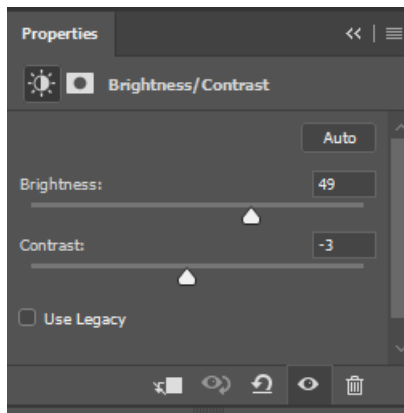 Properties
Brightness/Contrast
Auto
Brightness: 49
Contrast: -3
Use Legacy